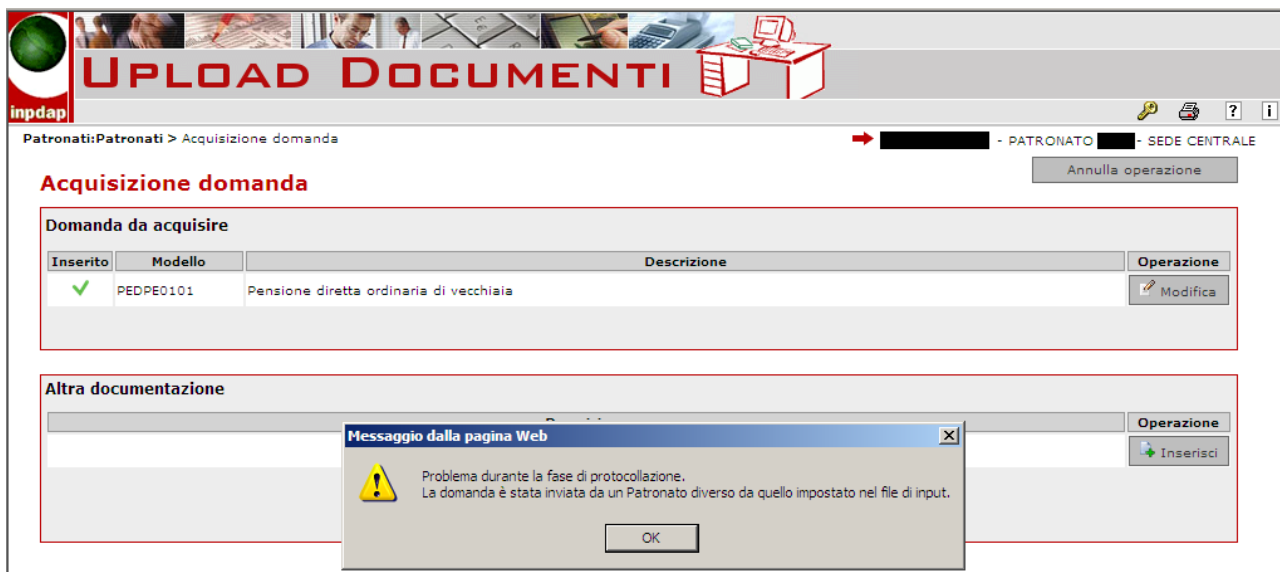 UPLOAD DOCUMENTI
inpdap
? i
Patronati:Patronati > Acquisizione domanda
- PATRONATO - SEDE CENTRALE
Annulla operazione
Acquisizione domanda
Domanda da acquisire
Inserito Modello Descrizione Operazione
PEDPE0101 Pensione diretta ordinaria di vecchiaia Modifica
Altra documentazione
Operazione
Inserisci
Messaggio dalla pagina Web
Problema durante la fase di protocollazione.
La domanda è stata inviata da un Patronato diverso da quello impostato nel file di input.
OK